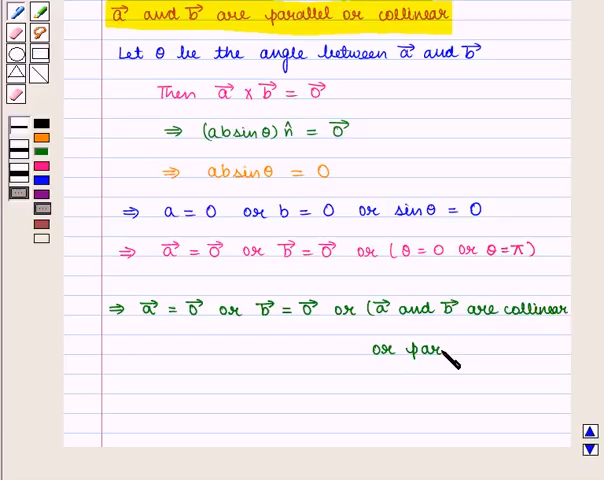 a⃗ and b⃗ are parallel or collinear
Let θ be the angle between a⃗ and b⃗
Then a⃗ × b⃗ = 0⃗
⇒ (ab sinθ) n̂ = 0⃗
⇒ ab sinθ = 0
⇒ a = 0 or b = 0 or sinθ = 0
⇒ a⃗ = 0⃗ or b⃗ = 0⃗ or (θ = 0 or θ = π)
⇒ a⃗ = 0⃗ or b⃗ = 0⃗ or (a⃗ and b⃗ are collinear
or par